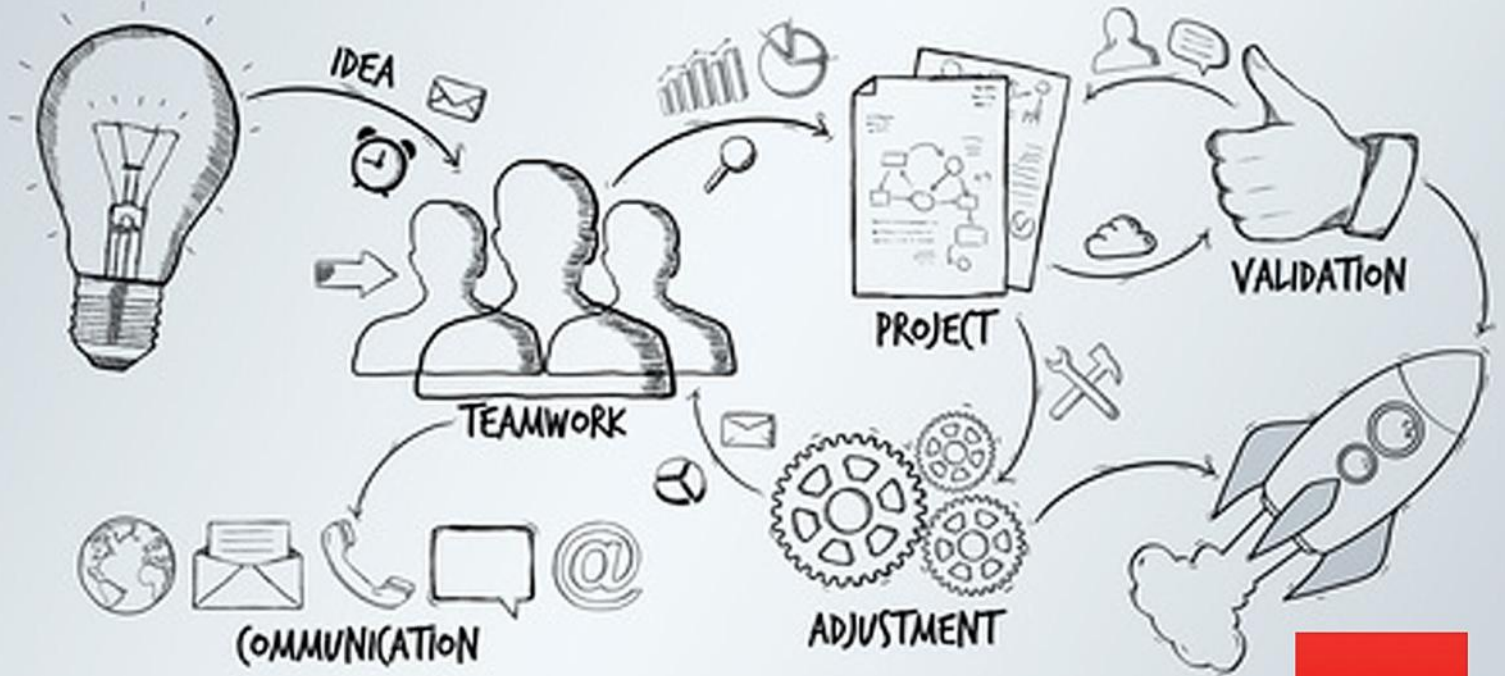 IDEA
TEAMWORK
PROJECT
VALIDATION
COMMUNICATION
@
ADJUSTMENT